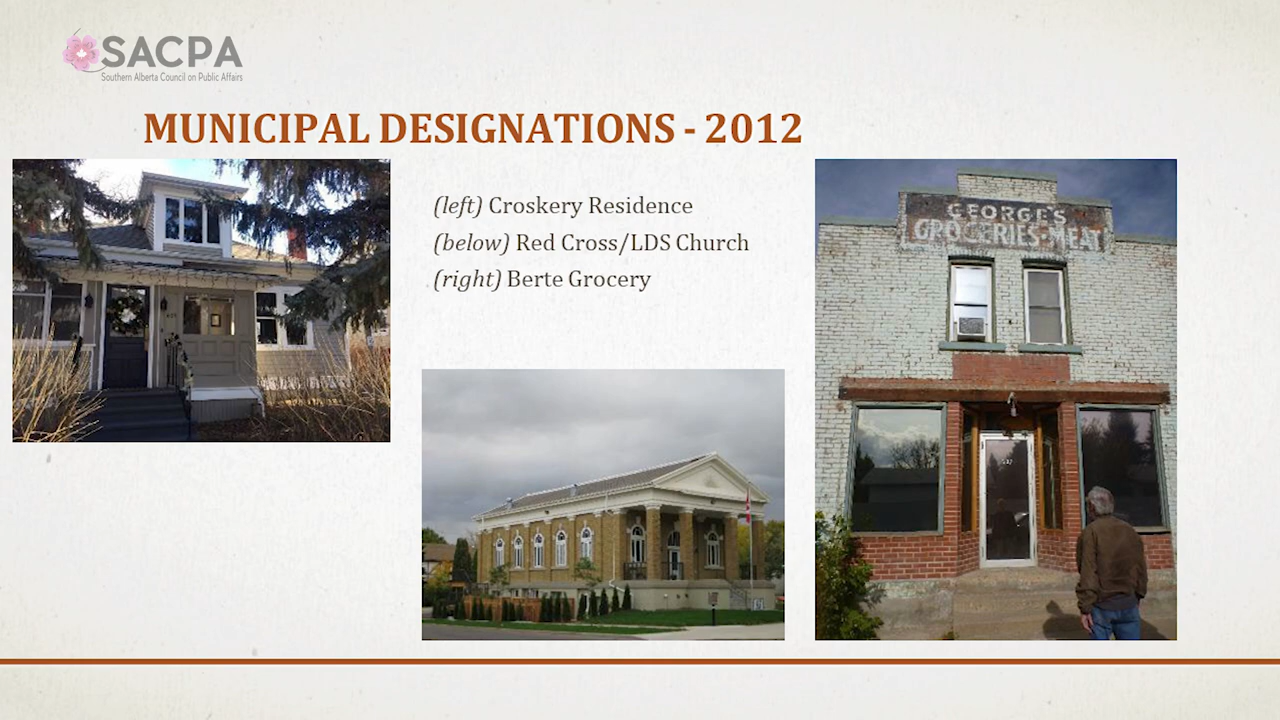 SACPA
Southern Alberta Council on Public Affairs
MUNICIPAL DESIGNATIONS - 2012
(left) Croskery Residence
(below) Red Cross/LDS Church
(right) Berte Grocery
GEORGES
GROCERIES-MEAT